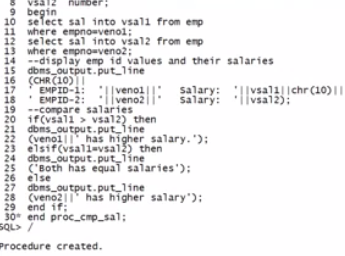 8 vsal2 number;
9 begin
10 select sal into vsal1 from emp
11 where empno=veno1;
12 select sal into vsal2 from emp
13 where empno=veno2;
14 --display emp id values and their salaries
15 dbms_output.put_line
16 (CHR(10)||
17 ' EMPID-1: '||veno1||' Salary: '||vsal1||chr(10)||
18 ' EMPID-2: '||veno2||' Salary: '||vsal2);
19 --compare salaries
20 if(vsal1 > vsal2) then
21 dbms_output.put_line
22 (veno1||' has higher salary.');
23 elsif(vsal1=vsal2) then
24 dbms_output.put_line
25 ('Both has equal salaries');
26 else
27 dbms_output.put_line
28 (veno2||' has higher salary');
29 end if;
30* end proc_cmp_sal;
SQL> /
Procedure created.